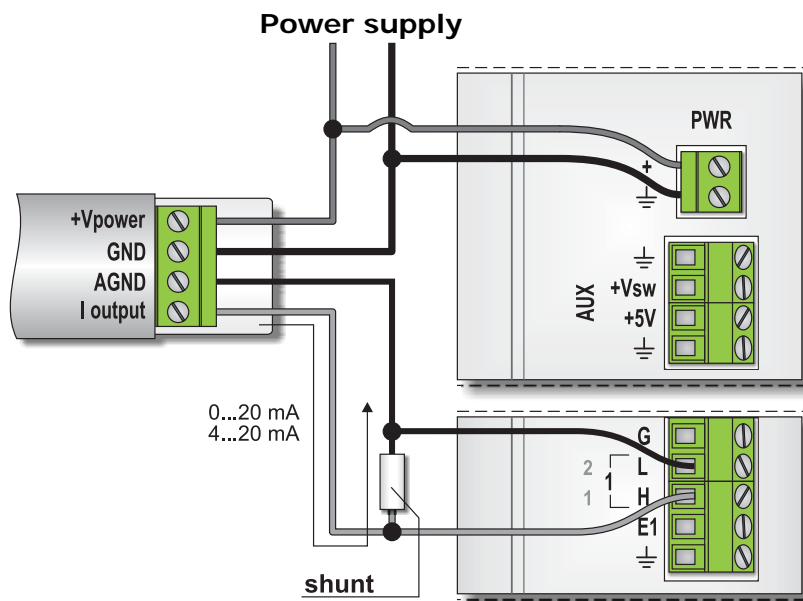 Power supply
PWR
+
+Vpower
GND
AGND
I output
AUX
+Vsw
+5V
0...20 mA
4...20 mA
G
2 L
1
1 H
E1
shunt